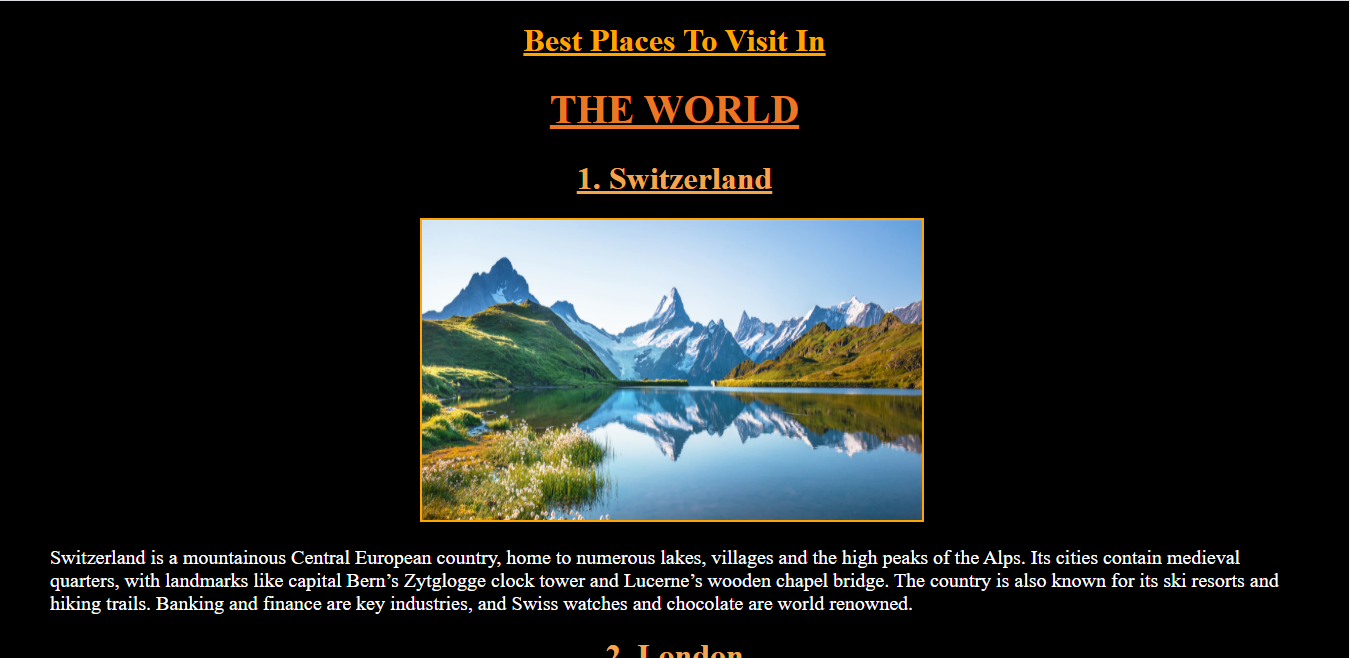 Best Places To Visit In
THE WORLD
1. Switzerland
Switzerland is a mountainous Central European country, home to numerous lakes, villages and the high peaks of the Alps. Its cities contain medieval
quarters, with landmarks like capital Bern’s Zytglogge clock tower and Lucerne’s wooden chapel bridge. The country is also known for its ski resorts and
hiking trails. Banking and finance are key industries, and Swiss watches and chocolate are world renowned.
2. London